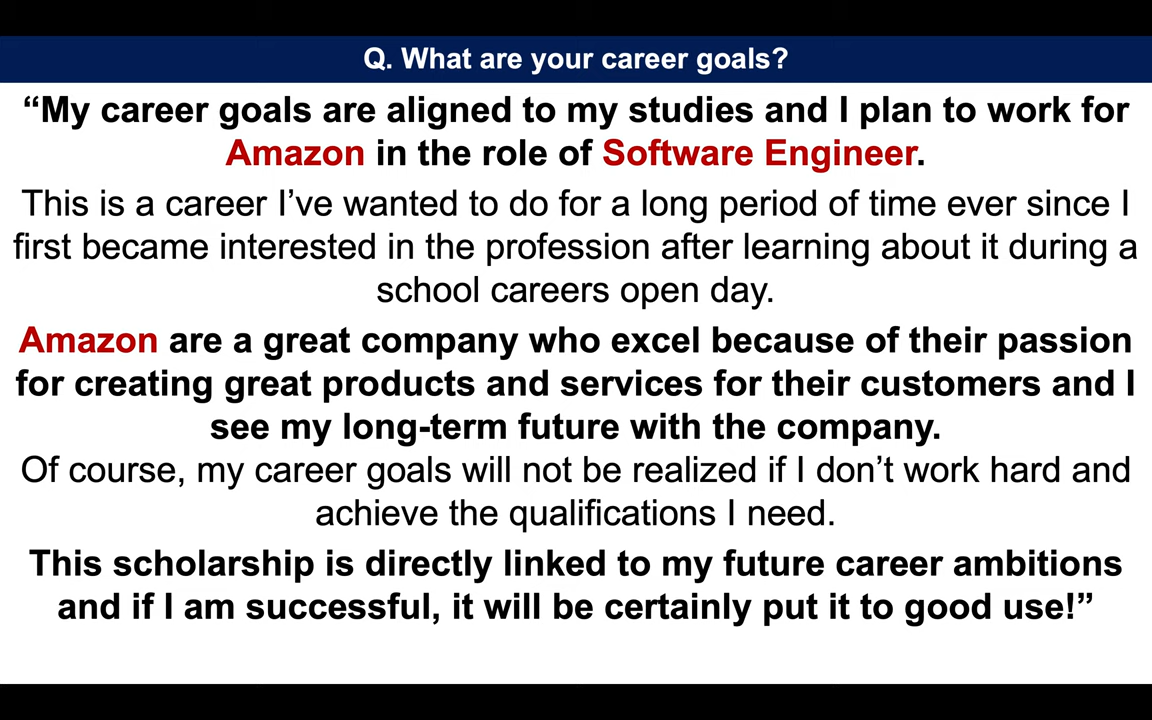 Q. What are your career goals?
“My career goals are aligned to my studies and I plan to work for
Amazon in the role of Software Engineer.
This is a career I’ve wanted to do for a long period of time ever since I
first became interested in the profession after learning about it during a
school careers open day.
Amazon are a great company who excel because of their passion
for creating great products and services for their customers and I
see my long-term future with the company.
Of course, my career goals will not be realized if I don’t work hard and
achieve the qualifications I need.
This scholarship is directly linked to my future career ambitions
and if I am successful, it will be certainly put it to good use!”